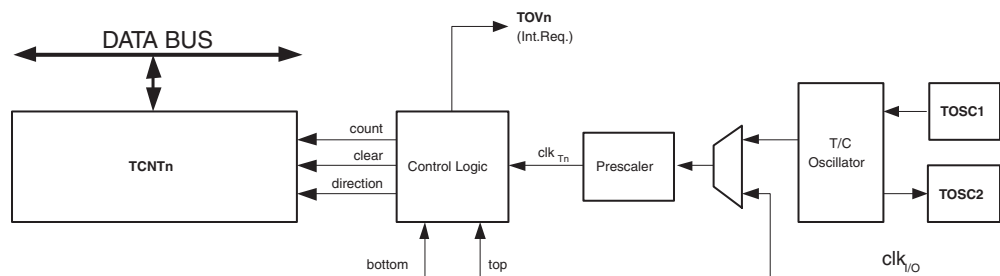 TOVn
(Int.Req.)
DATA BUS
TCNTn
count
clear
direction
Control Logic
clk Tn
Prescaler
T/C
Oscillator
TOSC1
TOSC2
bottom
top
clk I/O